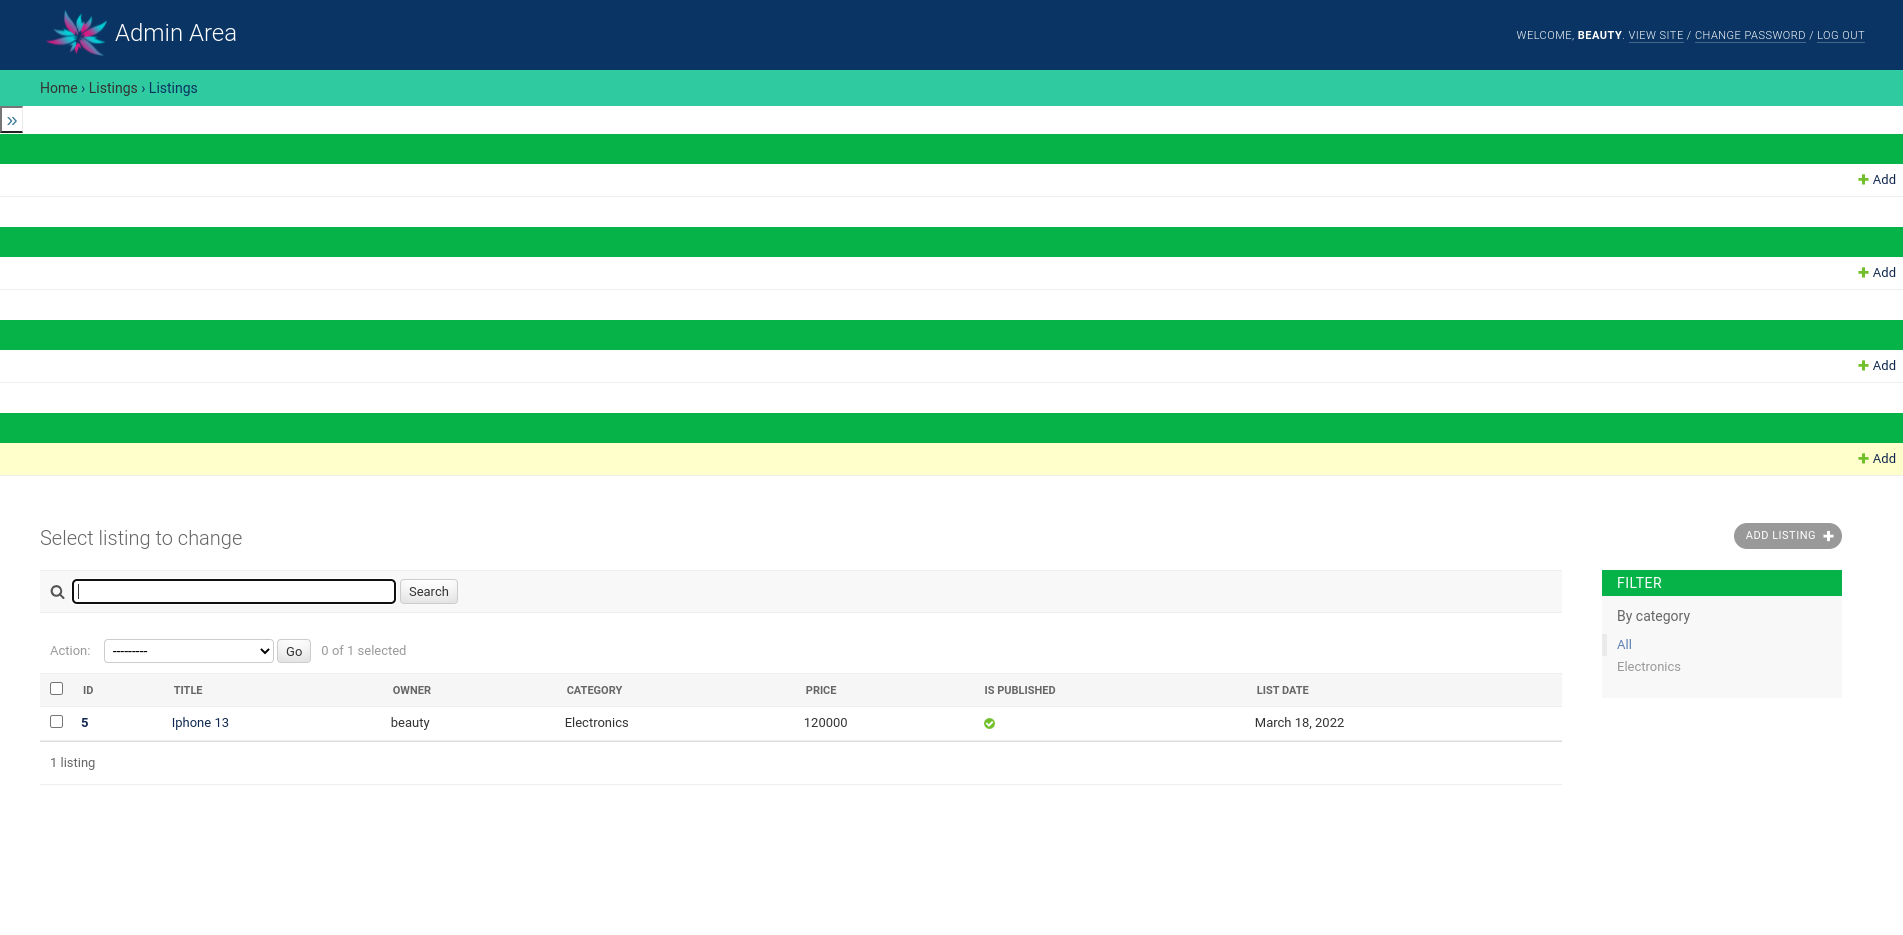 Admin Area
WELCOME, BEAUTY. VIEW SITE / CHANGE PASSWORD / LOG OUT
Home › Listings › Listings
»
Add
Add
Add
Add
Select listing to change
ADD LISTING
Search
FILTER
By category
All
Electronics
Action: --------- Go 0 of 1 selected
ID TITLE OWNER CATEGORY PRICE IS PUBLISHED LIST DATE
5 Iphone 13 beauty Electronics 120000 March 18, 2022
1 listing